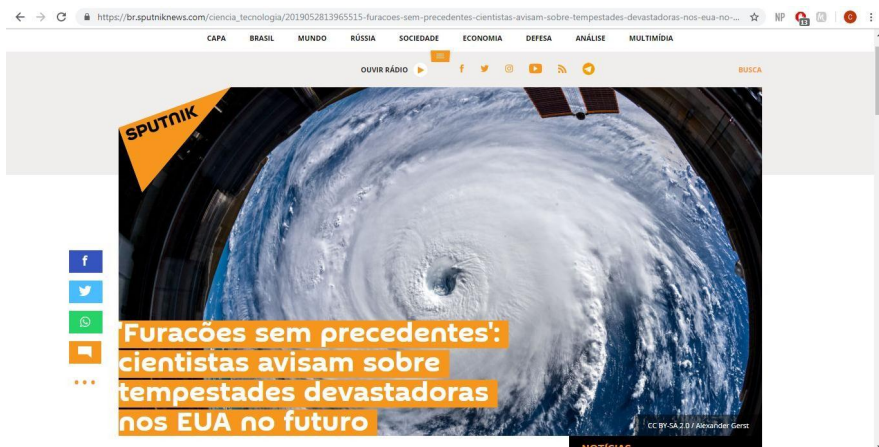 https://br.sputniknews.com/ciencia_tecnologia/2019052813965515-furacoes-sem-precedentes-cientistas-avisam-sobre-tempestades-devastadoras-nos-eua-no-...
NP
13
C
CAPA BRASIL MUNDO RÚSSIA SOCIEDADE ECONOMIA DEFESA ANÁLISE MULTIMÍDIA
OUVIR RÁDIO
BUSCA
SPUTNIK
'Furacões sem precedentes':
cientistas avisam sobre
tempestades devastadoras
nos EUA no futuro
CC BY-SA 2.0 / Alexander Gerst
NOTÍCIAS